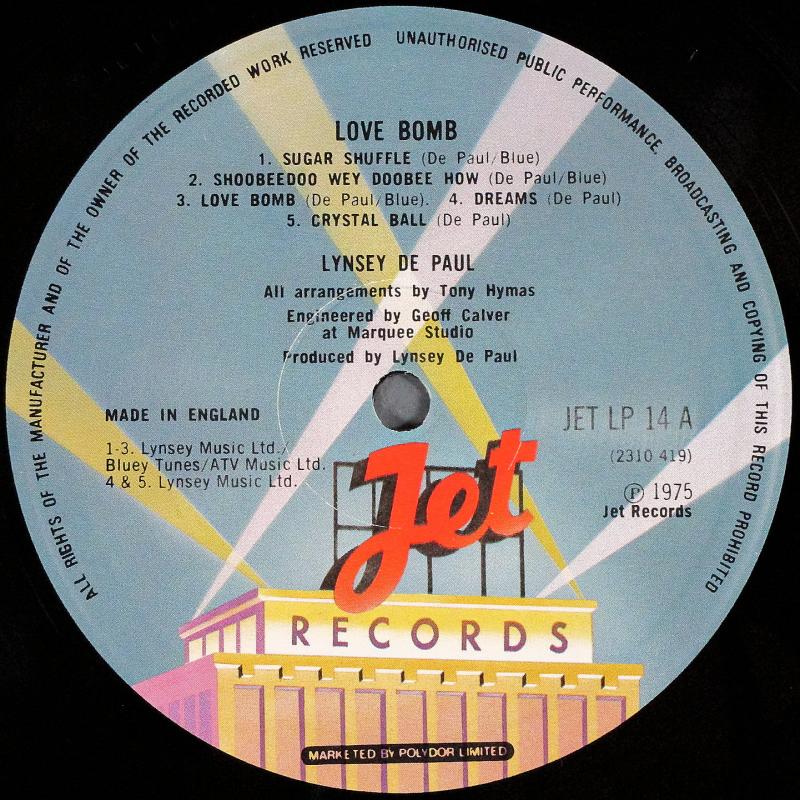 ALL RIGHTS OF THE MANUFACTURER AND OF THE OWNER OF THE RECORDED WORK RESERVED UNAUTHORISED PUBLIC PERFORMANCE, BROADCASTING AND COPYING OF THIS RECORD PROHIBITED
LOVE BOMB
1. SUGAR SHUFFLE (De Paul/Blue)
2. SHOOBEEDOO WEY DOOBEE HOW (De Paul/Blue)
3. LOVE BOMB (De Paul/Blue). 4. DREAMS (De Paul)
5. CRYSTAL BALL (De Paul)
LYNSEY DE PAUL
All arrangements by Tony Hymas
Engineered by Geoff Calver
at Marquee Studio
Produced by Lynsey De Paul
MADE IN ENGLAND
1-3. Lynsey Music Ltd./
Bluey Tunes/ATV Music Ltd.
4 & 5. Lynsey Music Ltd.
JET LP 14 A
(2310 419)
Ⓟ 1975
Jet Records
Jet
RECORDS
MARKETED BY POLYDOR LIMITED